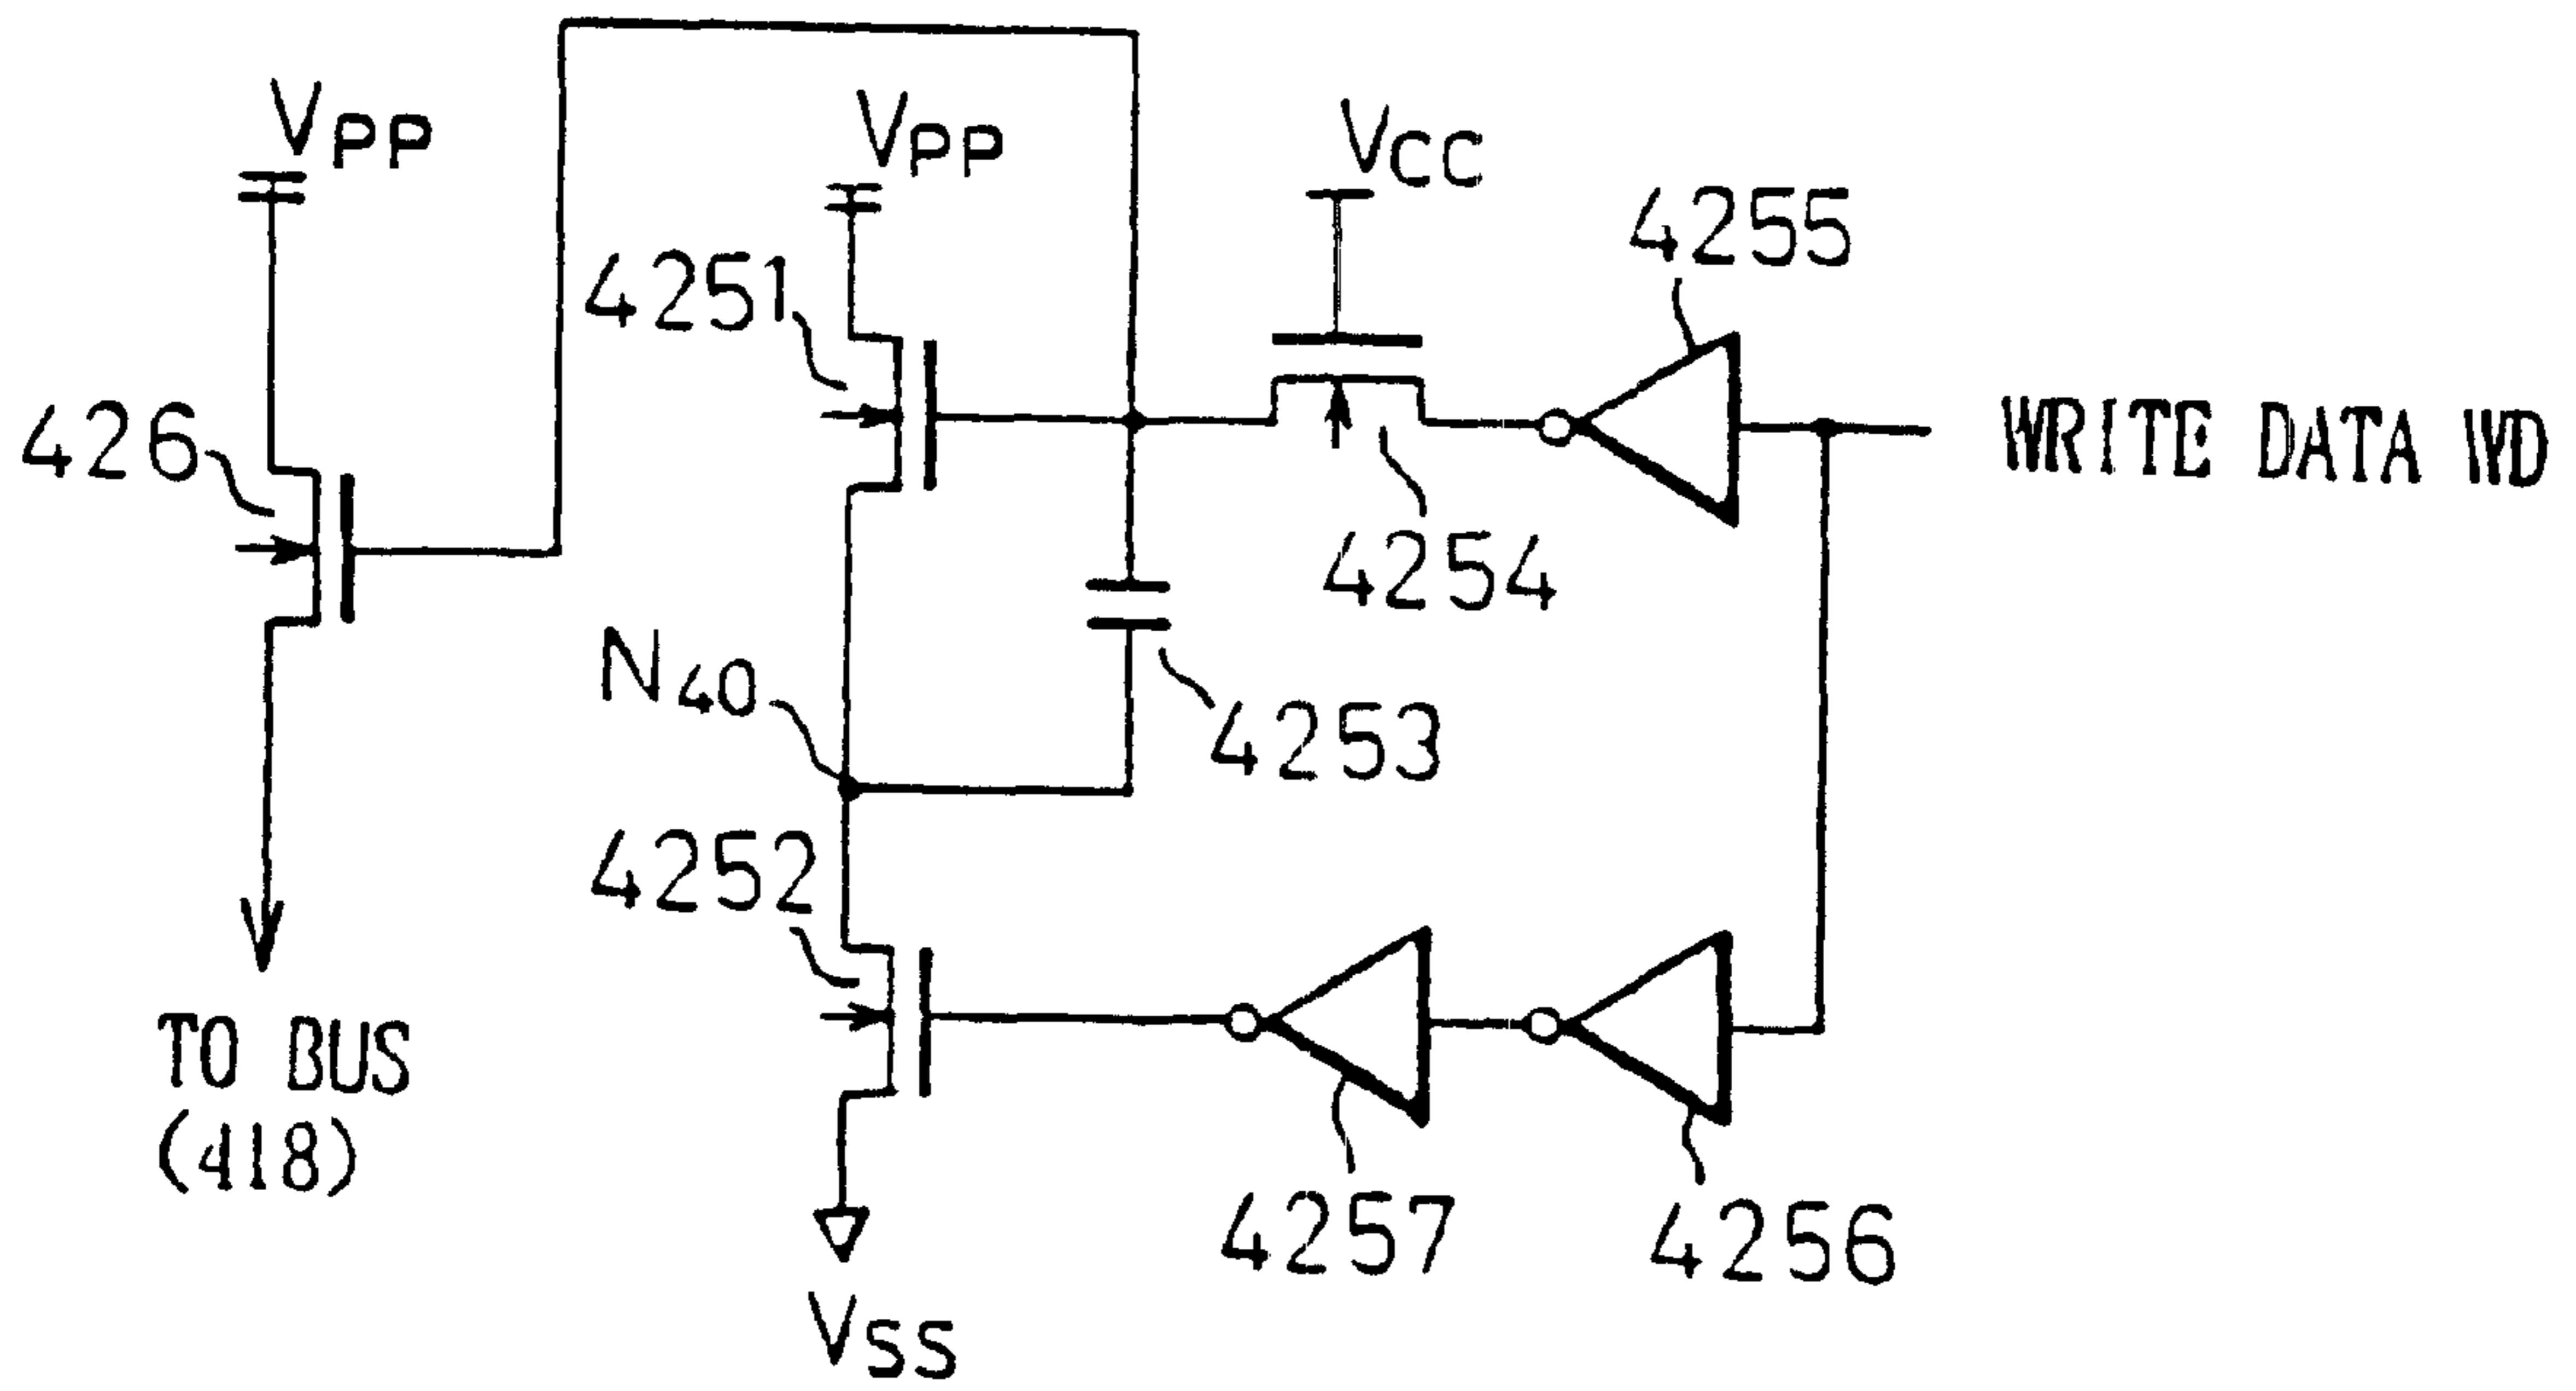 VPP
VPP
VCC
4255
4251
426
WRITE DATA WD
4254
N40
4253
4252
TO BUS
(418)
4257
4256
VSS